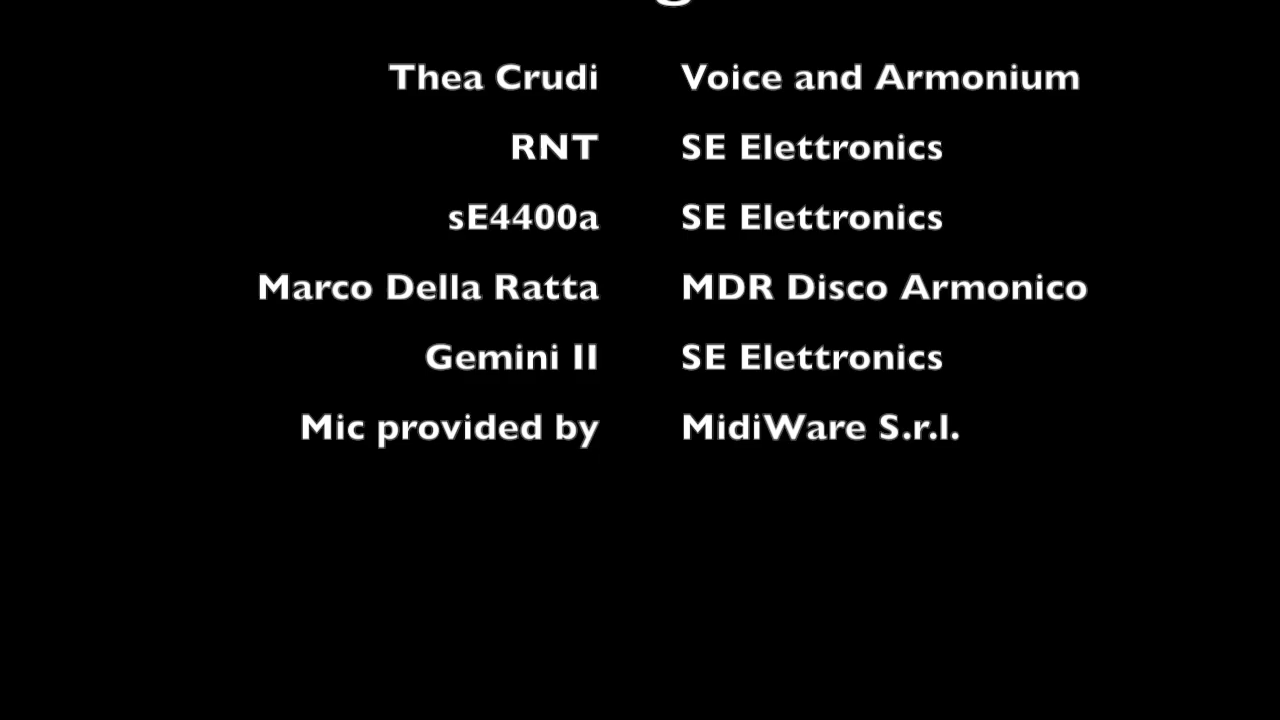 Thea Crudi Voice and Armonium
RNT SE Elettronics
sE4400a SE Elettronics
Marco Della Ratta MDR Disco Armonico
Gemini II SE Elettronics
Mic provided by MidiWare S.r.l.